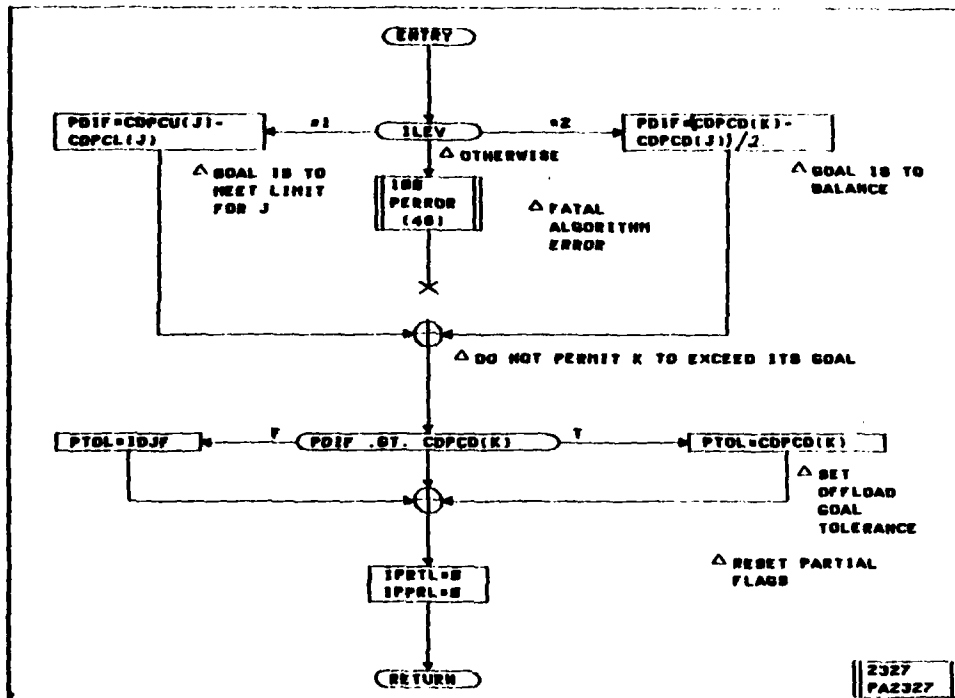 ENTRY
PDIF=CDPCU(J)-
CDPCL(J)
=1
ILEV
=2
PDIF=(CDPCD(K)-
CDPCD(J))/2
△ OTHERWISE
△ GOAL IS TO
MEET LIMIT
FOR J
PERROR
(40)
△ FATAL
ALGORITHM
ERROR
△ GOAL IS TO
BALANCE
△ DO NOT PERMIT K TO EXCEED ITS GOAL
PTOL=IDJF
F
PDIF .GT. CDPCD(K)
T
PTOL=CDPCD(K)
△ SET
OFFLOAD
GOAL
TOLERANCE
△ RESET PARTIAL
FLAGS
IPRTL=0
IPPRL=0
RETURN
2327
PA2327